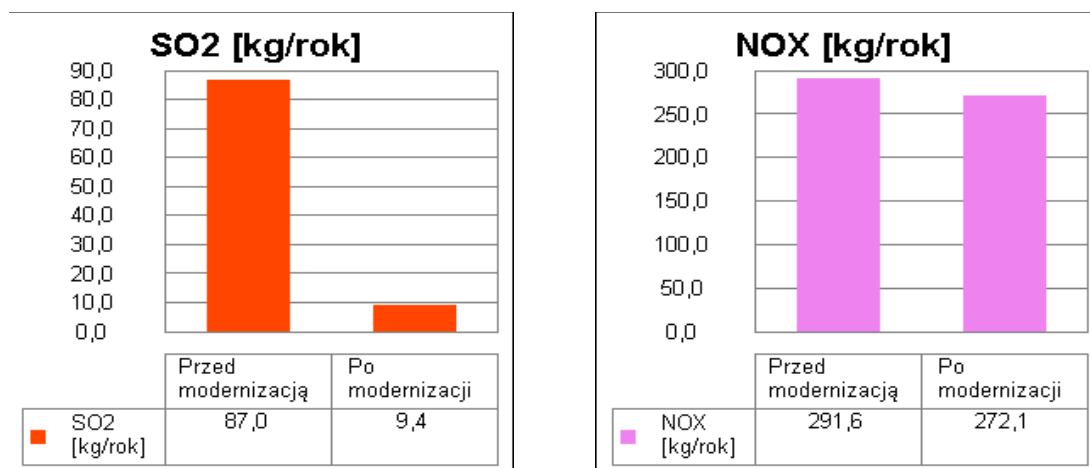 SO2 [kg/rok]
90,0
80,0
70,0
60,0
50,0
40,0
30,0
20,0
10,0
0,0
Przed modernizacją
Po modernizacji
SO2 [kg/rok]
87,0
9,4
NOX [kg/rok]
300,0
250,0
200,0
150,0
100,0
50,0
0,0
Przed modernizacją
Po modernizacji
NOX [kg/rok]
291,6
272,1